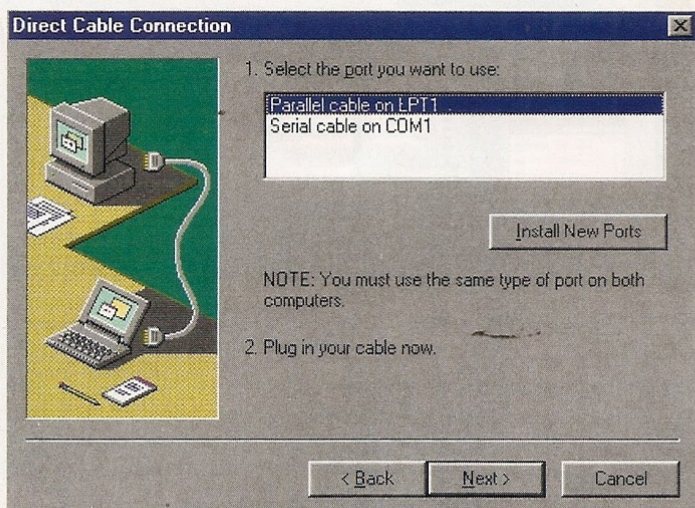 Direct Cable Connection
1. Select the port you want to use:
Parallel cable on LPT1
Serial cable on COM1
Install New Ports
NOTE: You must use the same type of port on both
computers.
2. Plug in your cable now.
< Back
Next >
Cancel